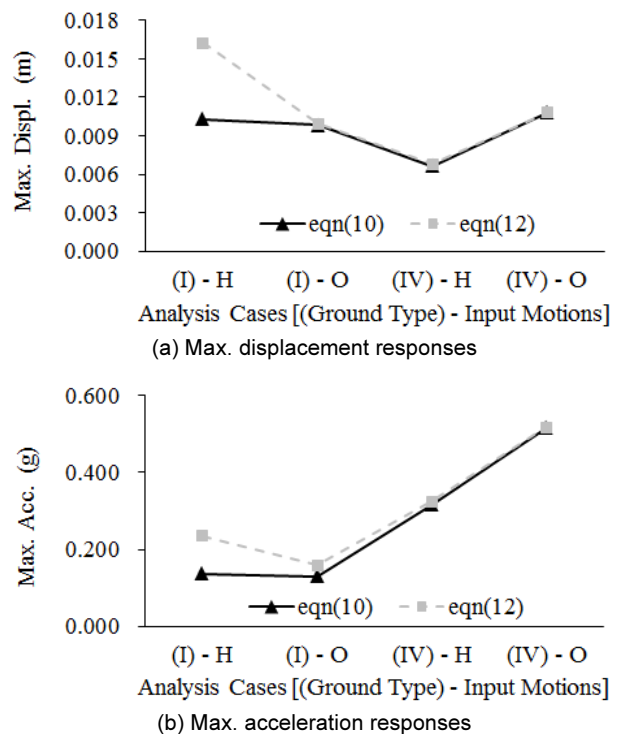 0.018
0.015
0.012
0.009
0.006
0.003
0.000
Max. Displ. (m)
eqn(10) eqn(12)
(I) - H (I) - O (IV) - H (IV) - O
Analysis Cases [(Ground Type) - Input Motions]
(a) Max. displacement responses
0.600
0.400
0.200
0.000
Max. Acc. (g)
eqn(10) eqn(12)
(I) - H (I) - O (IV) - H (IV) - O
Analysis Cases [(Ground Type) - Input Motions]
(b) Max. acceleration responses